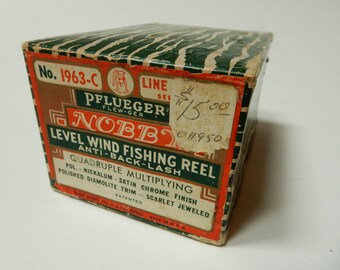 No. 1963-C LINE
PFLUEGER
FLEW-GER
NOBBY
$15.00
011950
LEVEL WIND FISHING REEL
ANTI-BACK-LASH
QUADRUPLE MULTIPLYING
POL. NICKALUM - SATIN CHROME FINISH
POLISHED DIAMOLITE TRIM - SCARLET JEWELED
PATENTED